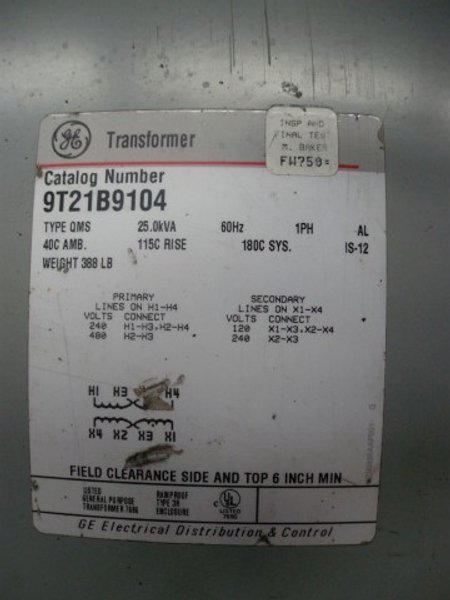 GE Transformer
INSP AND
FINAL TEST
M. BAKER
FW750
Catalog Number
9T21B9104
TYPE QMS 25.0kVA 60Hz 1PH AL
40C AMB. 115C RISE 180C SYS. IS-12
WEIGHT 388 LB
PRIMARY
LINES ON H1-H4
VOLTS CONNECT
240 H1-H3,H2-H4
480 H2-H3
SECONDARY
LINES ON X1-X4
VOLTS CONNECT
120 X1-X3,X2-X4
240 X2-X3
H1 H3 H4
X4 X2 X3 X1
FIELD CLEARANCE SIDE AND TOP 6 INCH MIN
LISTED
GENERAL PURPOSE
TRANSFORMER 76R6
RAINPROOF
TYPE 3R
ENCLOSURE
C UL
LISTED
76R6
GE Electrical Distribution & Control